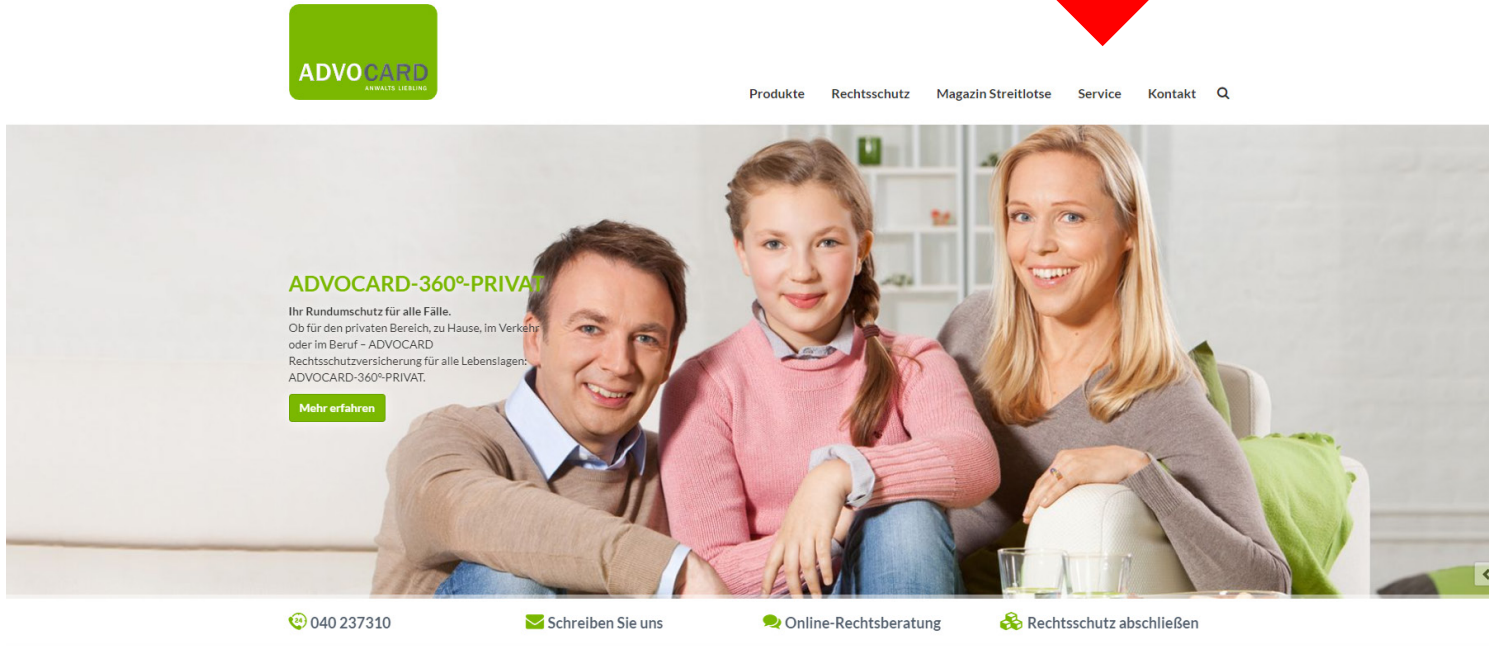 ADVOCARD
ANWALTS LIEBLING
Produkte Rechtsschutz Magazin Streitlotse Service Kontakt
ADVOCARD-360°-PRIVAT
Ihr Rundumschutz für alle Fälle.
Ob für den privaten Bereich, zu Hause, im Verkehr
oder im Beruf – ADVOCARD
Rechtsschutzversicherung für alle Lebenslagen:
ADVOCARD-360°-PRIVAT.
Mehr erfahren
24 040 237310 Schreiben Sie uns Online-Rechtsberatung Rechtsschutz abschließen